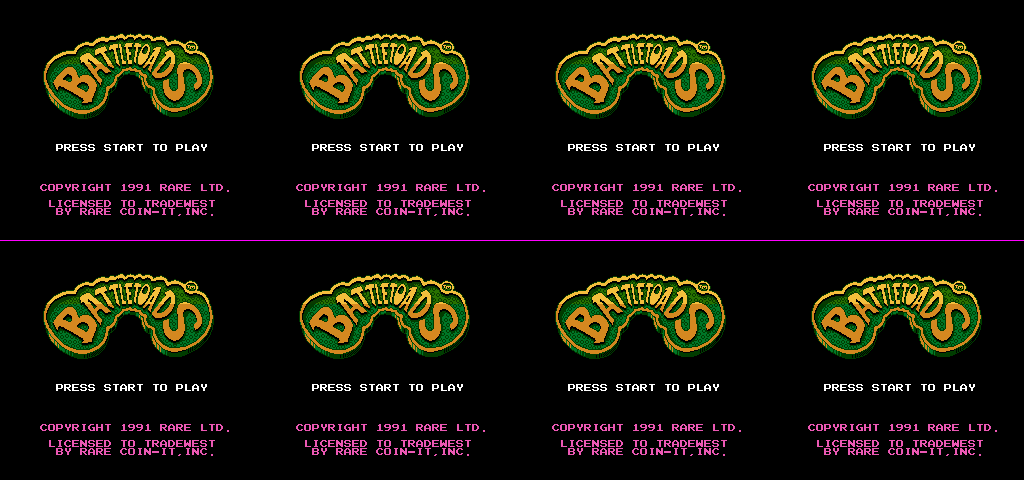 BATTLETOADS BATTLETOADS BATTLETOADS BATTLETOADS
PRESS START TO PLAY PRESS START TO PLAY PRESS START TO PLAY PRESS START TO PLAY
COPYRIGHT 1991 RARE LTD. COPYRIGHT 1991 RARE LTD. COPYRIGHT 1991 RARE LTD. COPYRIGHT 1991 RARE LTD.
LICENSED TO TRADEWEST LICENSED TO TRADEWEST LICENSED TO TRADEWEST LICENSED TO TRADEWEST
BY RARE COIN-IT,INC. BY RARE COIN-IT,INC. BY RARE COIN-IT,INC. BY RARE COIN-IT,INC.
BATTLETOADS BATTLETOADS BATTLETOADS BATTLETOADS
PRESS START TO PLAY PRESS START TO PLAY PRESS START TO PLAY PRESS START TO PLAY
COPYRIGHT 1991 RARE LTD. COPYRIGHT 1991 RARE LTD. COPYRIGHT 1991 RARE LTD. COPYRIGHT 1991 RARE LTD.
LICENSED TO TRADEWEST LICENSED TO TRADEWEST LICENSED TO TRADEWEST LICENSED TO TRADEWEST
BY RARE COIN-IT,INC. BY RARE COIN-IT,INC. BY RARE COIN-IT,INC. BY RARE COIN-IT,INC.